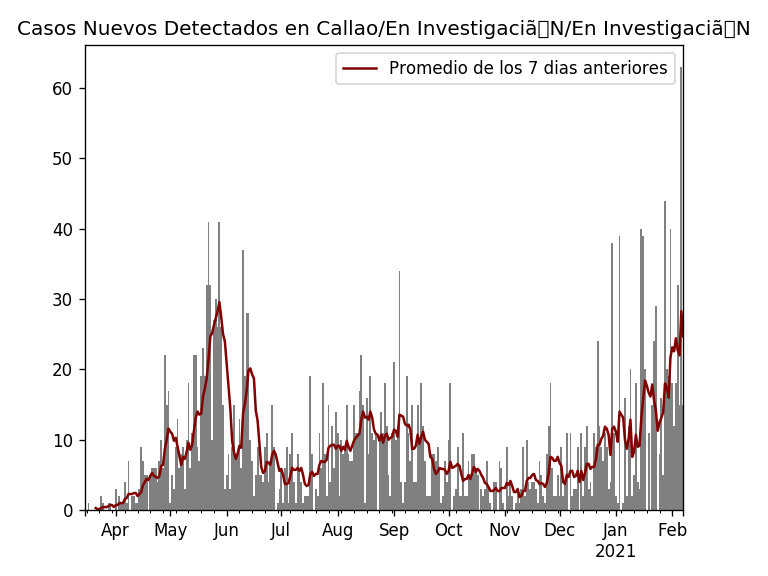 Casos Nuevos Detectados en Callao/En Investigaciã▯N/En Investigaciã▯N
Promedio de los 7 dias anteriores
60
50
40
30
20
10
0
Apr May Jun Jul Aug Sep Oct Nov Dec Jan Feb
2021